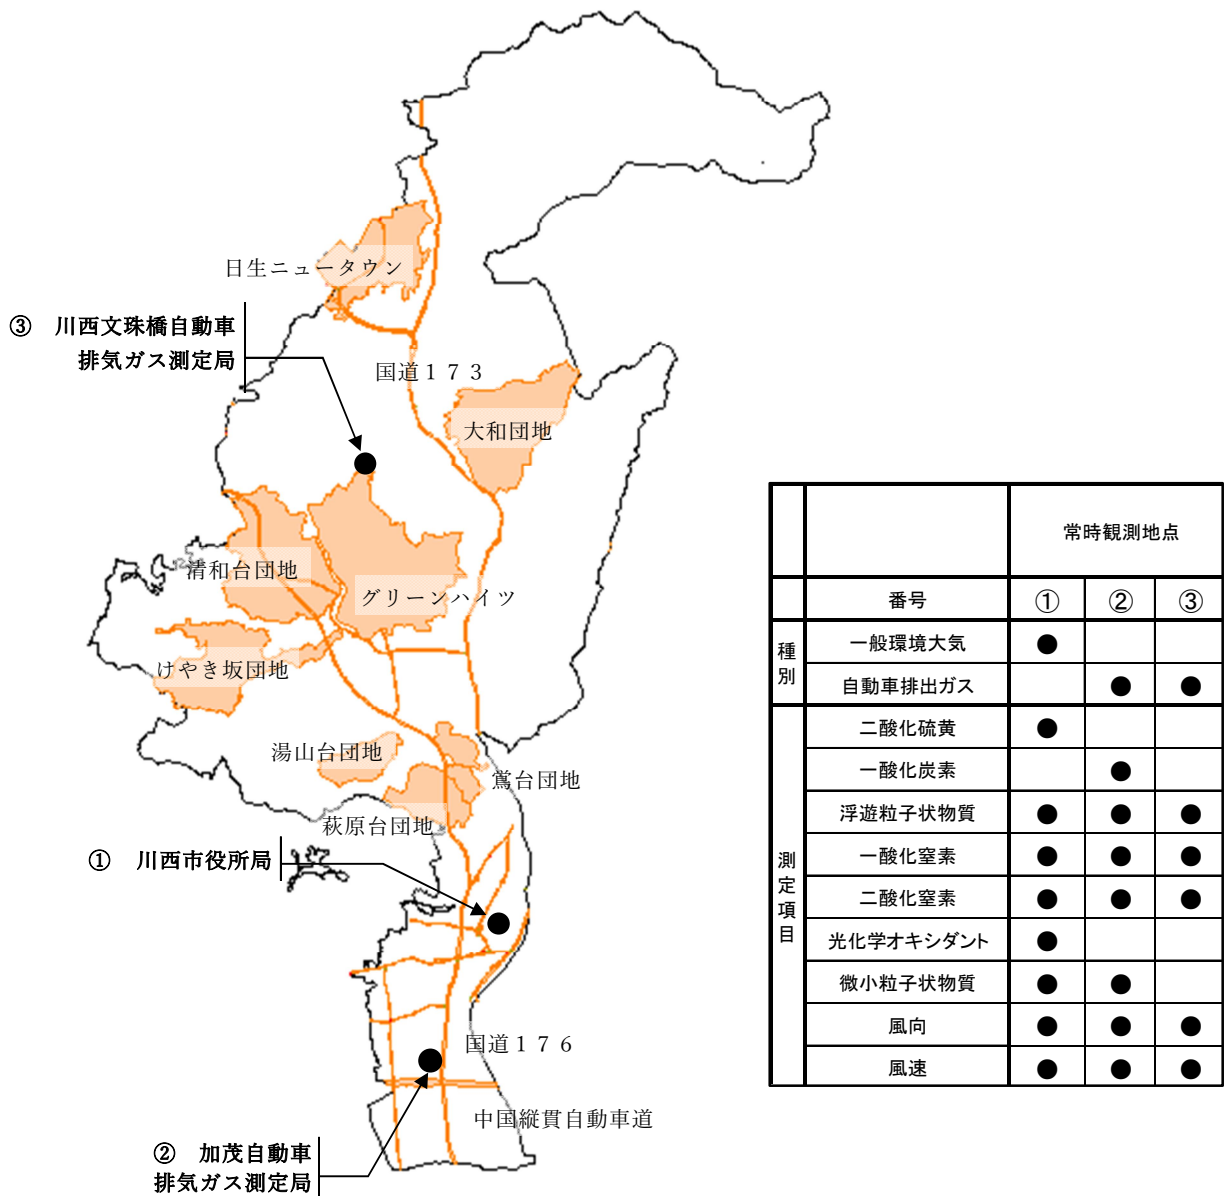 日生ニュータウン
③ 川西文珠橋自動車
排気ガス測定局
国道173
大和団地
清和台団地
グリーンハイツ
けやき坂団地
湯山台団地
鴬台団地
萩原台団地
① 川西市役所局
国道176
中国縦貫自動車道
② 加茂自動車
排気ガス測定局
常時観測地点
番号 ① ② ③
種別
一般環境大気 ●
自動車排出ガス ● ●
測定項目
二酸化硫黄 ●
一酸化炭素 ●
浮遊粒子状物質 ● ● ●
一酸化窒素 ● ● ●
二酸化窒素 ● ● ●
光化学オキシダント ●
微小粒子状物質 ● ●
風向 ● ● ●
風速 ● ● ●